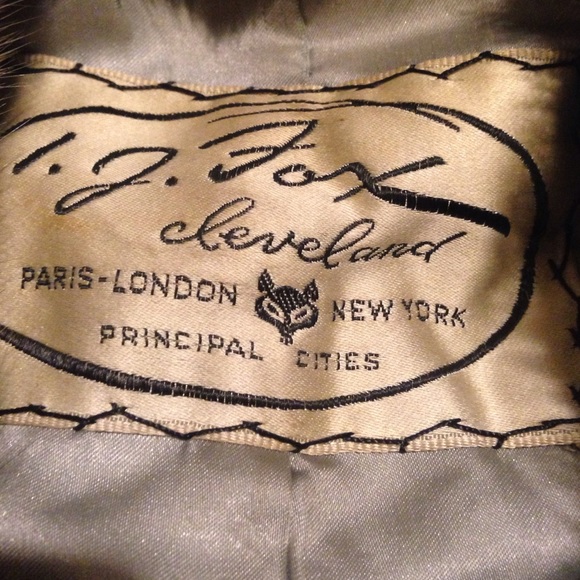 I. J. Fox
cleveland
PARIS-LONDON NEW YORK
PRINCIPAL CITIES